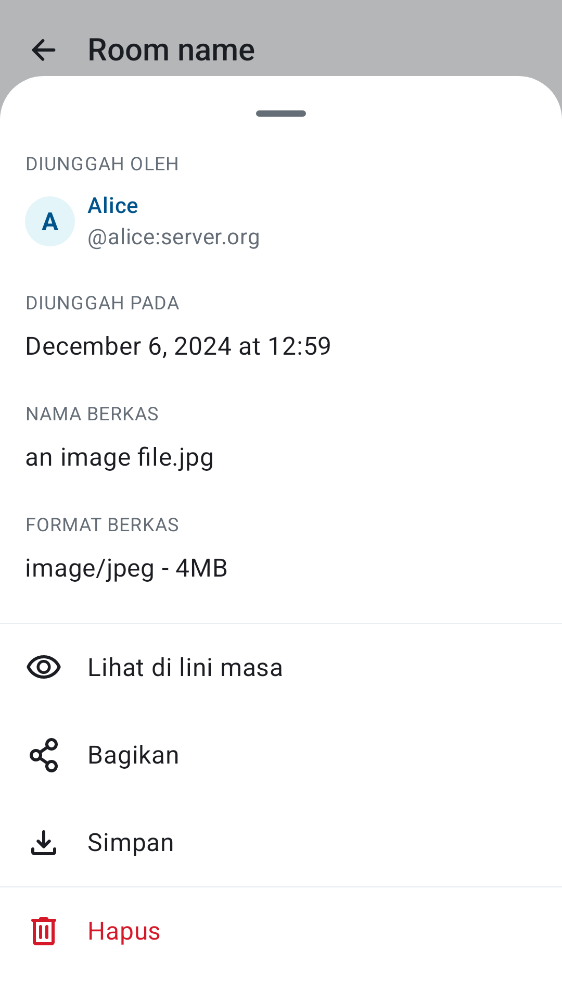 Room name
DIUNGGAH OLEH
A
Alice
@alice:server.org
DIUNGGAH PADA
December 6, 2024 at 12:59
NAMA BERKAS
an image file.jpg
FORMAT BERKAS
image/jpeg - 4MB
Lihat di lini masa
Bagikan
Simpan
Hapus